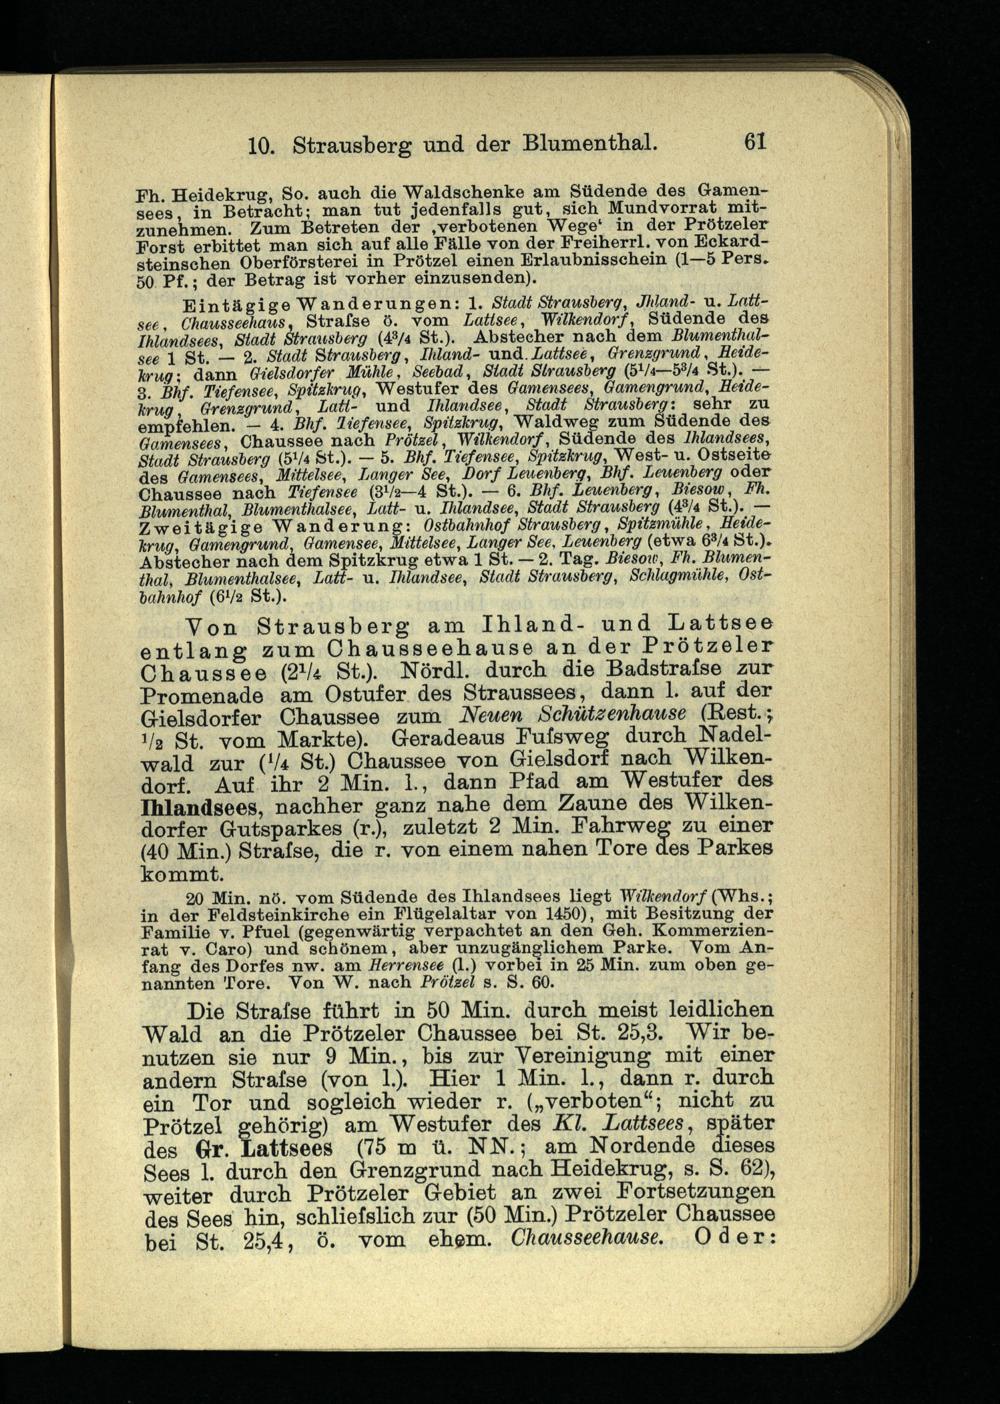 10. Strausberg und der Blumenthal. 61
Fh. Heidekrug, So. auch die Waldschenke am Südende des Gamen-
sees, in Betracht; man tut jedenfalls gut, sich Mundvorrat mit-
zunehmen. Zum Betreten der ‚verbotenen Wege‘ in der Prötzeler
Forst erbittet man sich auf alle Fälle von der Freiherrl. von Eckard-
steinschen Oberförsterei in Prötzel einen Erlaubnisschein (1—5 Pers.
50 Pf.; der Betrag ist vorher einzusenden).
Eintägige Wanderungen: 1. Stadt Strausberg, Jhland- u. Latt-
see, Chausseehaus, Straſse ö. vom Lattsee, Wilkendorf, Südende des
Ihlandsees, Stadt Strausberg (4³/₄ St.). Abstecher nach dem Blumenthal-
see 1 St. — 2. Stadt Strausberg, Ihland- und Lattsee, Grenzgrund, Heide-
krug; dann Gielsdorfer Mühle, Seebad, Stadt Strausberg (5¹/₄—5³/₄ St.). —
3. Bhf. Tiefensee, Spitzkrug, Westufer des Gamensees, Gamengrund, Heide-
krug, Grenzgrund, Latt- und Ihlandsee, Stadt Strausberg: sehr zu
empfehlen. — 4. Bhf. Tiefensee, Spitzkrug, Waldweg zum Südende des
Gamensees, Chaussee nach Prötzel, Wilkendorf, Südende des Ihlandsees,
Stadt Strausberg (5¹/₄ St.). — 5. Bhf. Tiefensee, Spitzkrug, West- u. Ostseite
des Gamensees, Mittelsee, Langer See, Dorf Leuenberg, Bhf. Leuenberg oder
Chaussee nach Tiefensee (3¹/₂—4 St.). — 6. Bhf. Leuenberg, Biesow, Fh.
Blumenthal, Blumenthalsee, Latt- u. Ihlandsee, Stadt Strausberg (4³/₄ St.). —
Zweitägige Wanderung: Ostbahnhof Strausberg, Spitzmühle, Heide-
krug, Gamengrund, Gamensee, Mittelsee, Langer See, Leuenberg (etwa 6³/₄ St.).
Abstecher nach dem Spitzkrug etwa 1 St. — 2. Tag. Biesow, Fh. Blumen-
thal, Blumenthalsee, Latt- u. Ihlandsee, Stadt Strausberg, Schlagmühle, Ost-
bahnhof (6¹/₂ St.).
Von Strausberg am Ihland- und Lattsee
entlang zum Chausseehause an der Prötzeler
Chaussee (2¹/₄ St.). Nördl. durch die Badstraſse zur
Promenade am Ostufer des Straussees, dann l. auf der
Gielsdorfer Chaussee zum Neuen Schützenhause (Rest.;
¹/₂ St. vom Markte). Geradeaus Fuſsweg durch Nadel-
wald zur (¹/₄ St.) Chaussee von Gielsdorf nach Wilken-
dorf. Auf ihr 2 Min. l., dann Pfad am Westufer des
Ihlandsees, nachher ganz nahe dem Zaune des Wilken-
dorfer Gutsparkes (r.), zuletzt 2 Min. Fahrweg zu einer
(40 Min.) Straſse, die r. von einem nahen Tore des Parkes
kommt.
20 Min. nö. vom Südende des Ihlandsees liegt Wilkendorf (Whs.;
in der Feldsteinkirche ein Flügelaltar von 1450), mit Besitzung der
Familie v. Pfuel (gegenwärtig verpachtet an den Geh. Kommerzien-
rat v. Caro) und schönem, aber unzugänglichem Parke. Vom An-
fang des Dorfes nw. am Herrensee (l.) vorbei in 25 Min. zum oben ge-
nannten Tore. Von W. nach Prötzel s. S. 60.
Die Straſse führt in 50 Min. durch meist leidlichen
Wald an die Prötzeler Chaussee bei St. 25,3. Wir be-
nutzen sie nur 9 Min., bis zur Vereinigung mit einer
andern Straſse (von l.). Hier 1 Min. l., dann r. durch
ein Tor und sogleich wieder r. („verboten“; nicht zu
Prötzel gehörig) am Westufer des Kl. Lattsees, später
des Gr. Lattsees (75 m ü. NN.; am Nordende dieses
Sees l. durch den Grenzgrund nach Heidekrug, s. S. 62),
weiter durch Prötzeler Gebiet an zwei Fortsetzungen
des Sees hin, schlieſslich zur (50 Min.) Prötzeler Chaussee
bei St. 25,4, ö. vom ehem. Chausseehause. Oder: